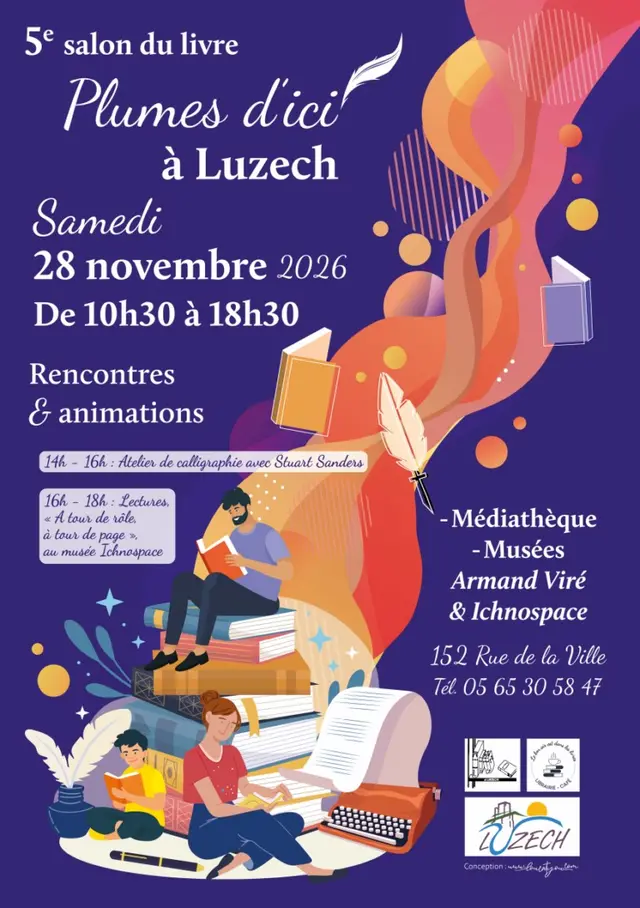 5e salon du livre
Plumes d'ici
à Luzech
Samedi
28 novembre 2026
De 10h30 à 18h30
Rencontres
& animations
14h - 16h : Atelier de calligraphie avec Stuart Sanders
16h - 18h : Lectures,
« A tour de rôle,
à tour de page »,
au musée Ichnospace
- Médiathèque
- Musées
Armand Viré
& Ichnospace
152 Rue de la Ville
Tél. 05 65 30 58 47
LIBRAIRIE - CAFÉ
LUZECH
Conception :